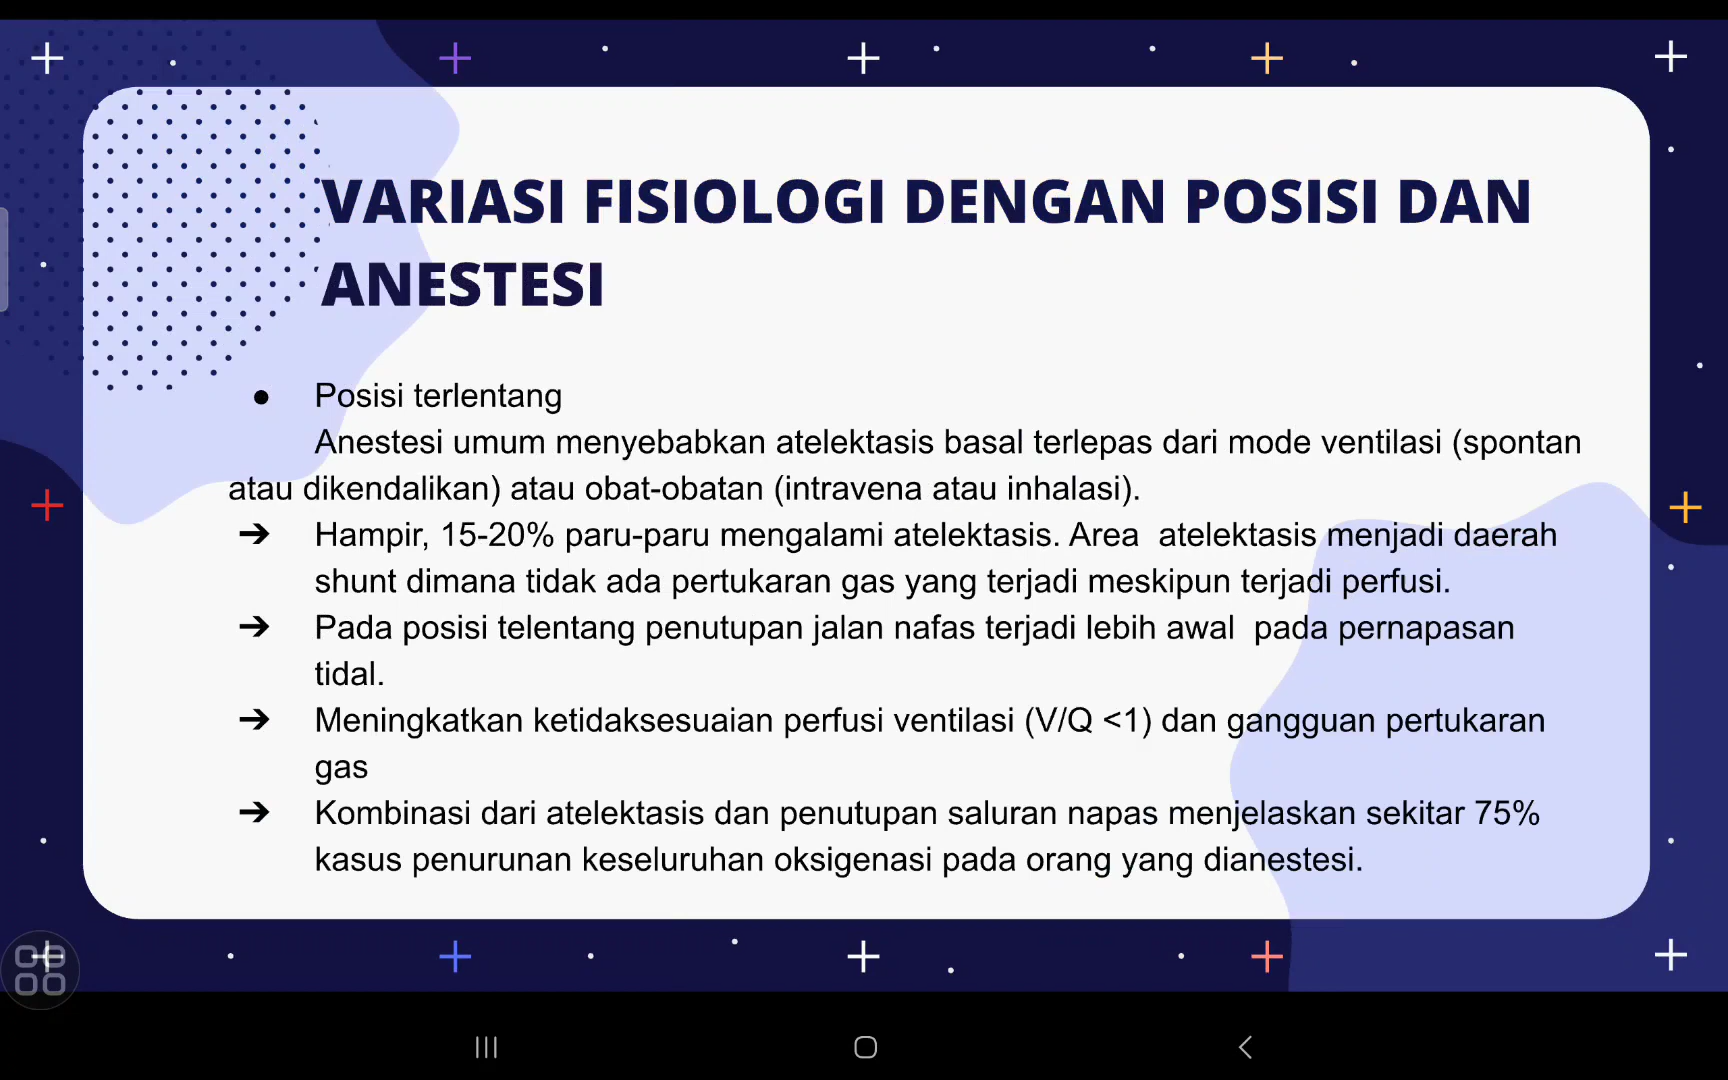 VARIASI FISIOLOGI DENGAN POSISI DAN
ANESTESI
● Posisi terlentang
Anestesi umum menyebabkan atelektasis basal terlepas dari mode ventilasi (spontan
atau dikendalikan) atau obat-obatan (intravena atau inhalasi).
➔ Hampir, 15-20% paru-paru mengalami atelektasis. Area  atelektasis menjadi daerah
shunt dimana tidak ada pertukaran gas yang terjadi meskipun terjadi perfusi.
➔ Pada posisi telentang penutupan jalan nafas terjadi lebih awal  pada pernapasan
tidal.
➔ Meningkatkan ketidaksesuaian perfusi ventilasi (V/Q <1) dan gangguan pertukaran
gas
➔ Kombinasi dari atelektasis dan penutupan saluran napas menjelaskan sekitar 75%
kasus penurunan keseluruhan oksigenasi pada orang yang dianestesi.